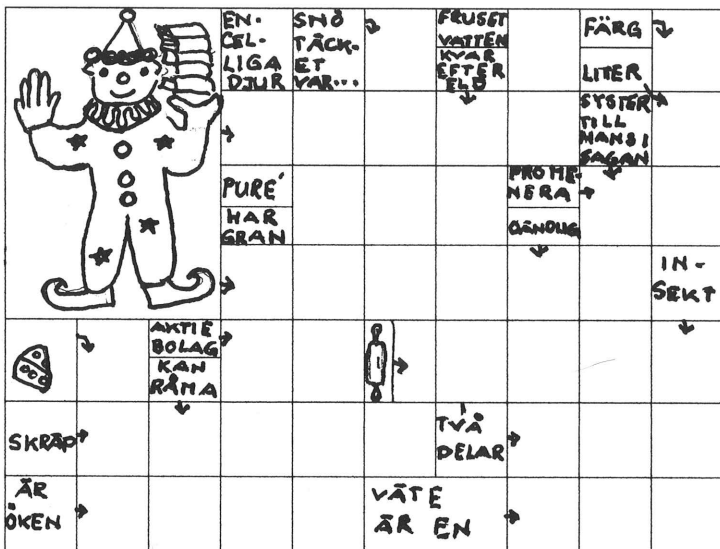 EN-
CEL-
LIGA
DJUR
SNÖ
TÄCK-
ET
VAR...
FRUSET
VATTEN
KVAR
EFTER
ELD
FÄRG
LITER
SYSTER
TILL
HANS I
SAGAN
PURÉ
HAR
GRAN
PROME-
NERA
ÄNDLIG
IN-
SEKT
AKTIE
BOLAG
KAN
RÅMA
SKRÄP
TVÅ
DELAR
ÄR
ÖKEN
VÄTE
ÄR EN